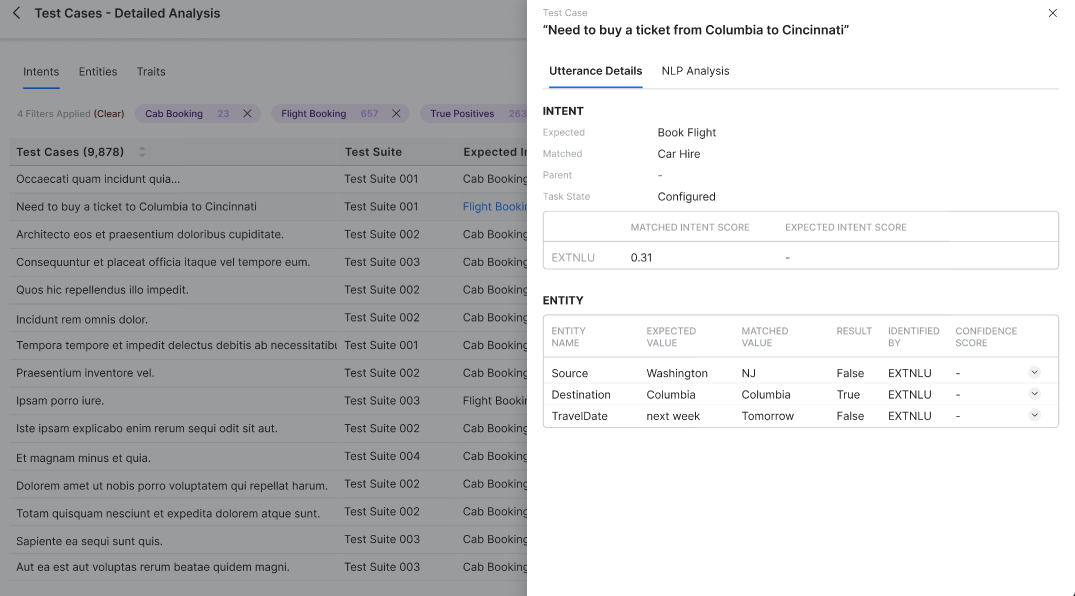 Test Cases - Detailed Analysis
Intents Entities Traits
4 Filters Applied (Clear) Cab Booking 23 Flight Booking 657 True Positives 263
Test Cases (9,878) Test Suite Expected In
Occaecati quam incidunt quia... Test Suite 001 Cab Booking
Need to buy a ticket to Columbia to Cincinnati Test Suite 001 Flight Bookin
Architecto eos et praesentium doloribus cupiditate. Test Suite 002 Cab Booking
Consequuntur et placeat officia itaque vel tempore eum. Test Suite 003 Cab Booking
Quos hic repellendus illo impedit. Test Suite 002 Cab Booking
Incidunt rem omnis dolor. Test Suite 002 Cab Booking
Tempora tempore et impedit delectus debitis ab necessitatibu Test Suite 001 Cab Booking
Praesentium inventore vel. Test Suite 002 Cab Booking
Ipsam porro iure. Test Suite 003 Flight Bookin
Iste ipsam explicabo enim rerum sequi odit sit aut. Test Suite 002 Cab Booking
Et magnam minus et quia. Test Suite 004 Cab Booking
Dolorem amet ut nobis porro voluptatem qui repellat harum. Test Suite 002 Cab Booking
Totam quisquam nesciunt et expedita dolorem atque sunt. Test Suite 002 Cab Booking
Sapiente ea sequi sunt quis. Test Suite 003 Cab Booking
Aut ea est aut voluptas rerum beatae quidem magni. Test Suite 003 Cab Booking
Test Case
“Need to buy a ticket from Columbia to Cincinnati”
Utterance Details NLP Analysis
INTENT
Expected Book Flight
Matched Car Hire
Parent -
Task State Configured
MATCHED INTENT SCORE EXPECTED INTENT SCORE
EXTNLU 0.31 -
ENTITY
ENTITY EXPECTED MATCHED RESULT IDENTIFIED CONFIDENCE
NAME VALUE VALUE BY SCORE
Source Washington NJ False EXTNLU -
Destination Columbia Columbia True EXTNLU -
TravelDate next week Tomorrow False EXTNLU -